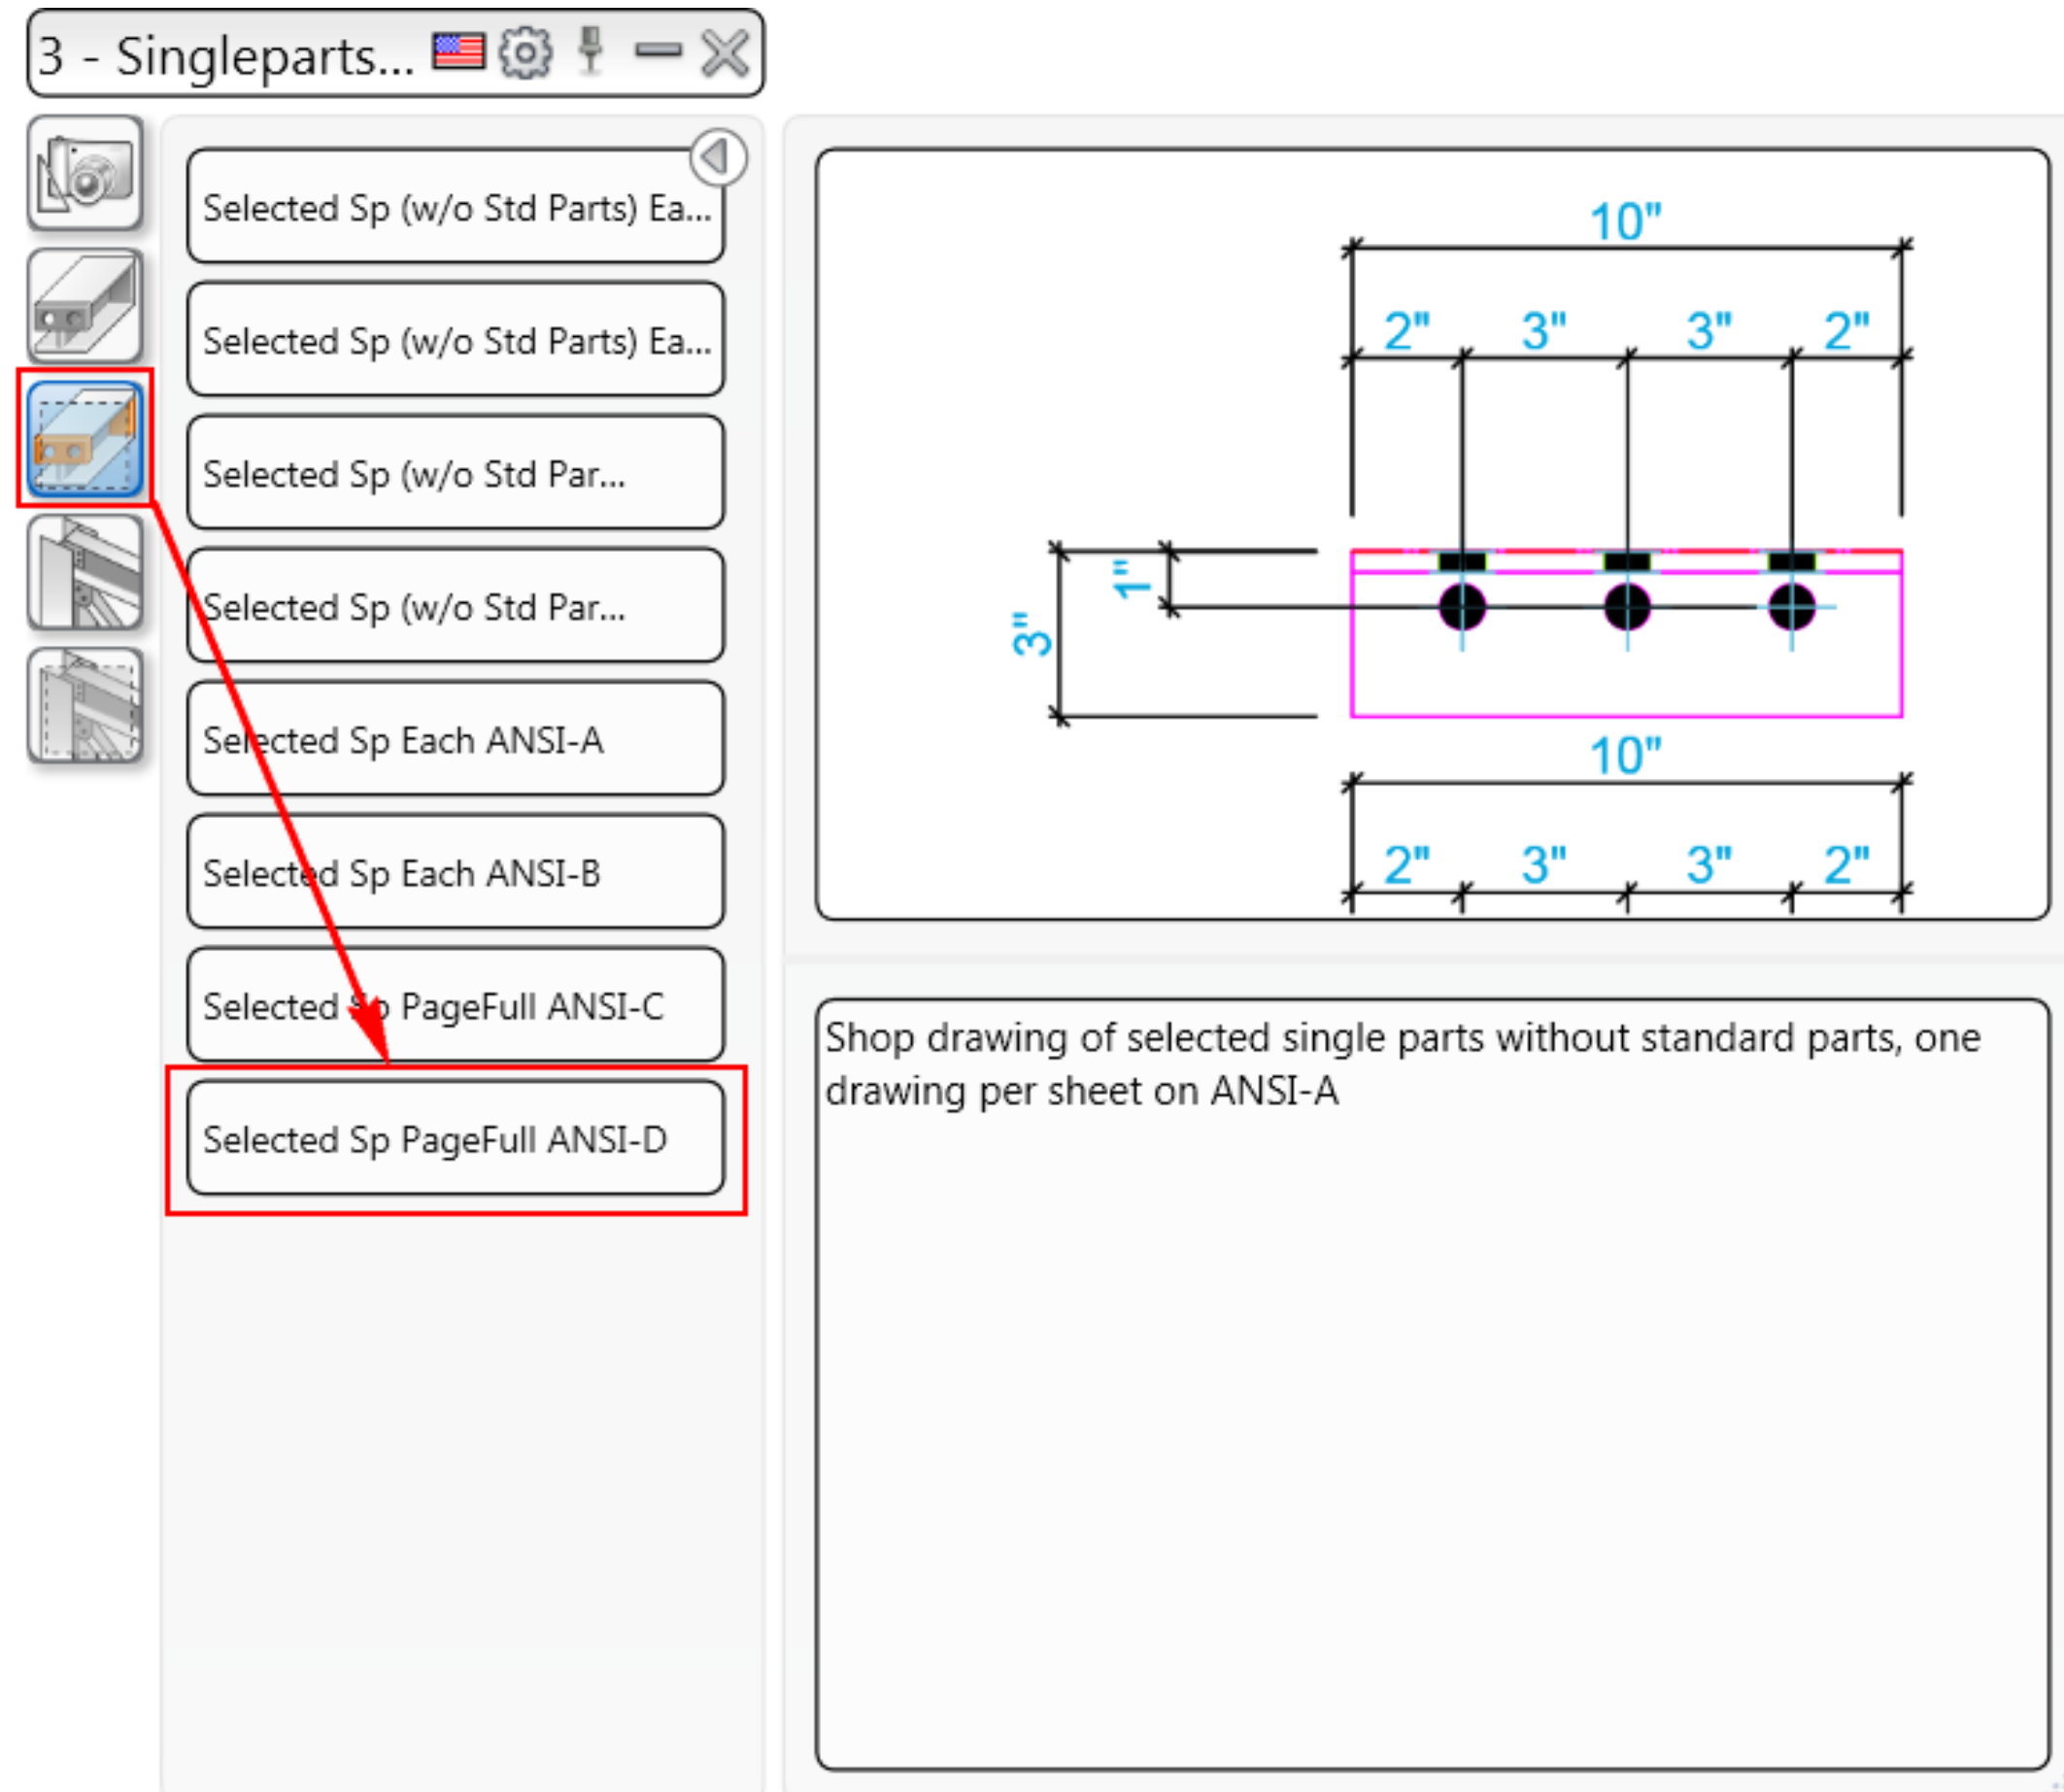 3 - Singleparts...
Selected Sp (w/o Std Parts) Ea...
Selected Sp (w/o Std Parts) Ea...
Selected Sp (w/o Std Par...
Selected Sp (w/o Std Par...
Selected Sp Each ANSI-A
Selected Sp Each ANSI-B
Selected Sp PageFull ANSI-C
Selected Sp PageFull ANSI-D
10"
2" 3" 3" 2"
1"
3"
10"
2" 3" 3" 2"
Shop drawing of selected single parts without standard parts, one
drawing per sheet on ANSI-A